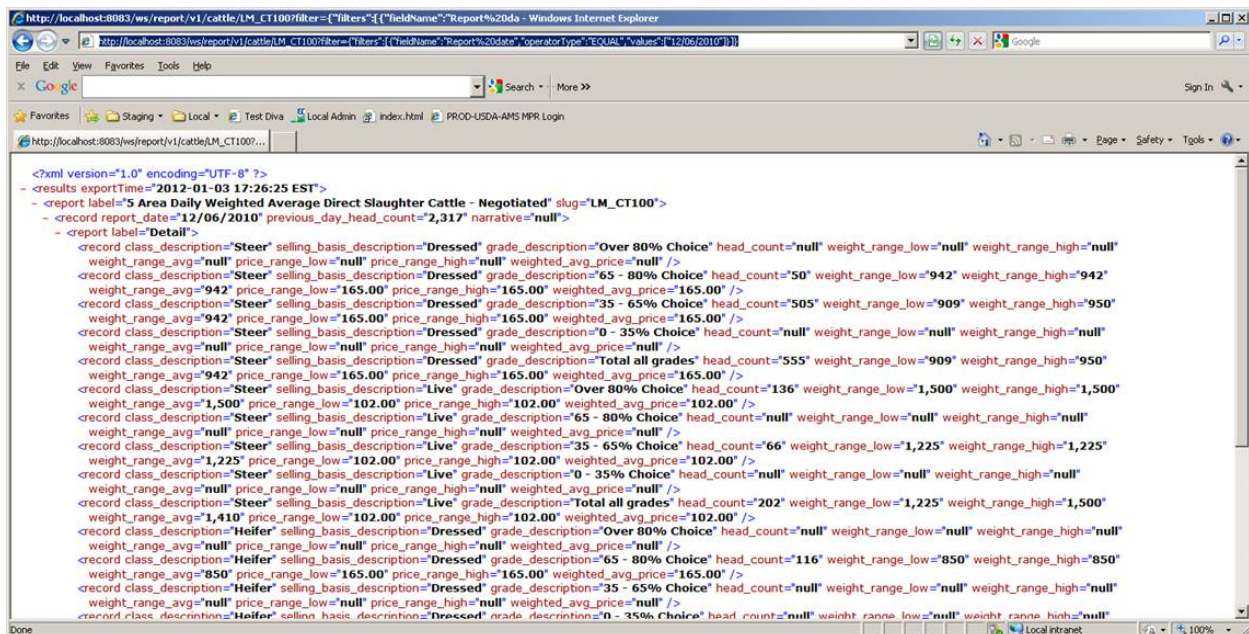 http://localhost:8083/ws/report/v1/cattle/LM_CT100?filter={"filters":[{"fieldName":"Report%20da - Windows Internet Explorer
http://localhost:8083/ws/report/v1/cattle/LM_CT100?filter={"filters":[{"fieldName":"Report%20date","operatorType":"EQUAL","values":["12/06/2010"]}]}
Google
File Edit View Favorites Tools Help
x Google Search More >> Sign In
Favorites Staging Local Test Diva Local Admin index.html PROD-USDA-AMS MPR Login
http://localhost:8083/ws/report/v1/cattle/LM_CT100?... Page Safety Tools
<?xml version="1.0" encoding="UTF-8" ?>
- <results exportTime="2012-01-03 17:26:25 EST">
- <report label="5 Area Daily Weighted Average Direct Slaughter Cattle - Negotiated" slug="LM_CT100">
- <record report_date="12/06/2010" previous_day_head_count="2,317" narrative="null">
- <report label="Detail">
<record class_description="Steer" selling_basis_description="Dressed" grade_description="Over 80% Choice" head_count="null" weight_range_low="null" weight_range_high="null"
weight_range_avg="null" price_range_low="null" price_range_high="null" weighted_avg_price="null" />
<record class_description="Steer" selling_basis_description="Dressed" grade_description="65 - 80% Choice" head_count="50" weight_range_low="942" weight_range_high="942"
weight_range_avg="942" price_range_low="165.00" price_range_high="165.00" weighted_avg_price="165.00" />
<record class_description="Steer" selling_basis_description="Dressed" grade_description="35 - 65% Choice" head_count="505" weight_range_low="909" weight_range_high="950"
weight_range_avg="942" price_range_low="165.00" price_range_high="165.00" weighted_avg_price="165.00" />
<record class_description="Steer" selling_basis_description="Dressed" grade_description="0 - 35% Choice" head_count="null" weight_range_low="null" weight_range_high="null"
weight_range_avg="null" price_range_low="null" price_range_high="null" weighted_avg_price="null" />
<record class_description="Steer" selling_basis_description="Dressed" grade_description="Total all grades" head_count="555" weight_range_low="909" weight_range_high="950"
weight_range_avg="942" price_range_low="165.00" price_range_high="165.00" weighted_avg_price="165.00" />
<record class_description="Steer" selling_basis_description="Live" grade_description="Over 80% Choice" head_count="136" weight_range_low="1,500" weight_range_high="1,500"
weight_range_avg="1,500" price_range_low="102.00" price_range_high="102.00" weighted_avg_price="102.00" />
<record class_description="Steer" selling_basis_description="Live" grade_description="65 - 80% Choice" head_count="null" weight_range_low="null" weight_range_high="null"
weight_range_avg="null" price_range_low="null" price_range_high="null" weighted_avg_price="null" />
<record class_description="Steer" selling_basis_description="Live" grade_description="35 - 65% Choice" head_count="66" weight_range_low="1,225" weight_range_high="1,225"
weight_range_avg="1,225" price_range_low="102.00" price_range_high="102.00" weighted_avg_price="102.00" />
<record class_description="Steer" selling_basis_description="Live" grade_description="0 - 35% Choice" head_count="null" weight_range_low="null" weight_range_high="null"
weight_range_avg="null" price_range_low="null" price_range_high="null" weighted_avg_price="null" />
<record class_description="Steer" selling_basis_description="Live" grade_description="Total all grades" head_count="202" weight_range_low="1,225" weight_range_high="1,500"
weight_range_avg="1,410" price_range_low="102.00" price_range_high="102.00" weighted_avg_price="102.00" />
<record class_description="Heifer" selling_basis_description="Dressed" grade_description="Over 80% Choice" head_count="null" weight_range_low="null" weight_range_high="null"
weight_range_avg="null" price_range_low="null" price_range_high="null" weighted_avg_price="null" />
<record class_description="Heifer" selling_basis_description="Dressed" grade_description="65 - 80% Choice" head_count="116" weight_range_low="850" weight_range_high="850"
weight_range_avg="850" price_range_low="165.00" price_range_high="165.00" weighted_avg_price="165.00" />
<record class_description="Heifer" selling_basis_description="Dressed" grade_description="35 - 65% Choice" head_count="null" weight_range_low="null" weight_range_high="null"
weight_range_avg="null" price_range_low="null" price_range_high="null" weighted_avg_price="null" />
<record class_description="Heifer" selling_basis_description="Dressed" grade_description="0 - 35% Choice" head_count="null" weight_range_low="null" weight_range_high="null"
Done Local intranet 100%